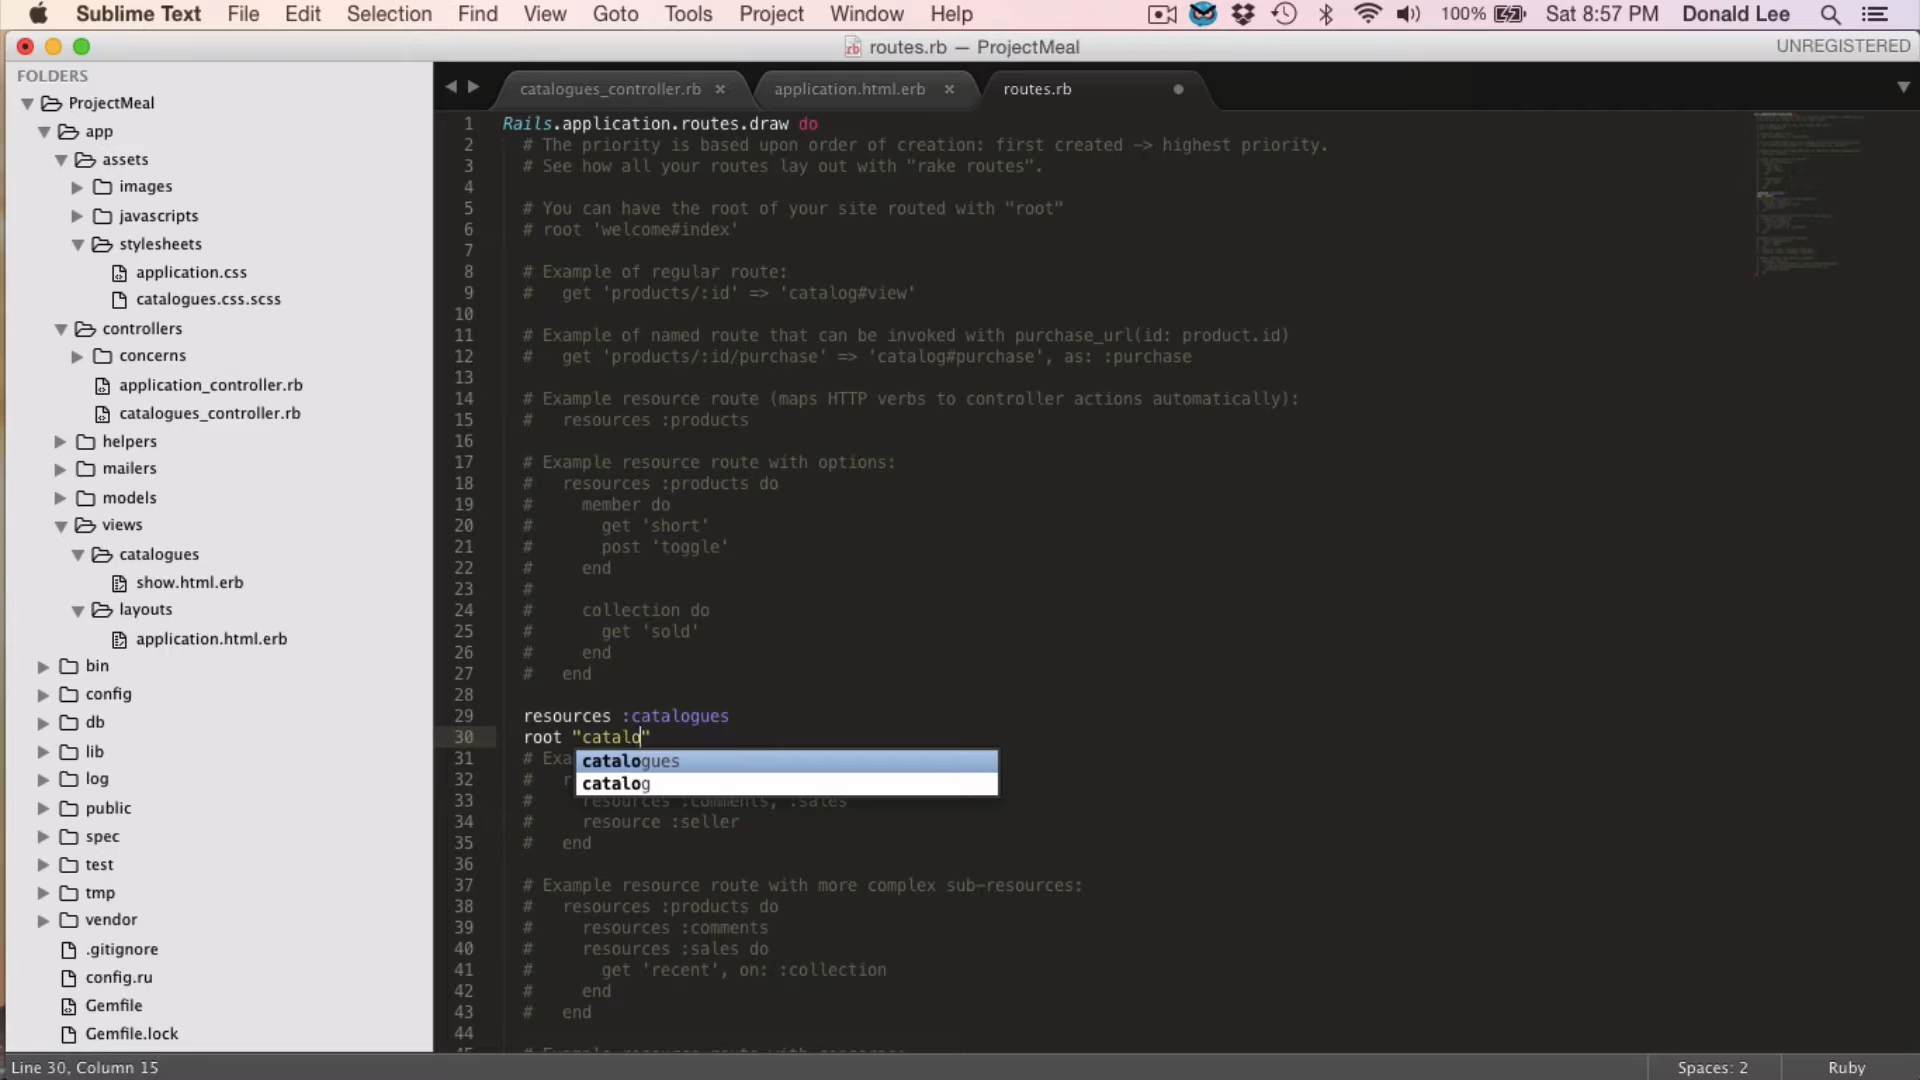 Sublime Text File Edit Selection Find View Goto Tools Project Window Help 100% Sat 8:57 PM Donald Lee
routes.rb — ProjectMeal
UNREGISTERED
FOLDERS
ProjectMeal
app
assets
images
javascripts
stylesheets
application.css
catalogues.css.scss
controllers
concerns
application_controller.rb
catalogues_controller.rb
helpers
mailers
models
views
catalogues
show.html.erb
layouts
application.html.erb
bin
config
db
lib
log
public
spec
test
tmp
vendor
.gitignore
config.ru
Gemfile
Gemfile.lock
catalogues_controller.rb × application.html.erb × routes.rb
1 Rails.application.routes.draw do
2 # The priority is based upon order of creation: first created -> highest priority.
3 # See how all your routes lay out with "rake routes".
4
5 # You can have the root of your site routed with "root"
6 # root 'welcome#index'
7
8 # Example of regular route:
9 #   get 'products/:id' => 'catalog#view'
10
11 # Example of named route that can be invoked with purchase_url(id: product.id)
12 #   get 'products/:id/purchase' => 'catalog#purchase', as: :purchase
13
14 # Example resource route (maps HTTP verbs to controller actions automatically):
15 #   resources :products
16
17 # Example resource route with options:
18 #   resources :products do
19 #     member do
20 #       get 'short'
21 #       post 'toggle'
22 #     end
23 #
24 #     collection do
25 #       get 'sold'
26 #     end
27 #   end
28
29 resources :catalogues
30 root "catalo"
catalogues
catalog
31 # Exa
32 #   r
33 #     resources :comments, :sales
34 #     resource :seller
35 #   end
36
37 # Example resource route with more complex sub-resources:
38 #   resources :products do
39 #     resources :comments
40 #     resources :sales do
41 #       get 'recent', on: :collection
42 #     end
43 #   end
44
Line 30, Column 15
Spaces: 2
Ruby